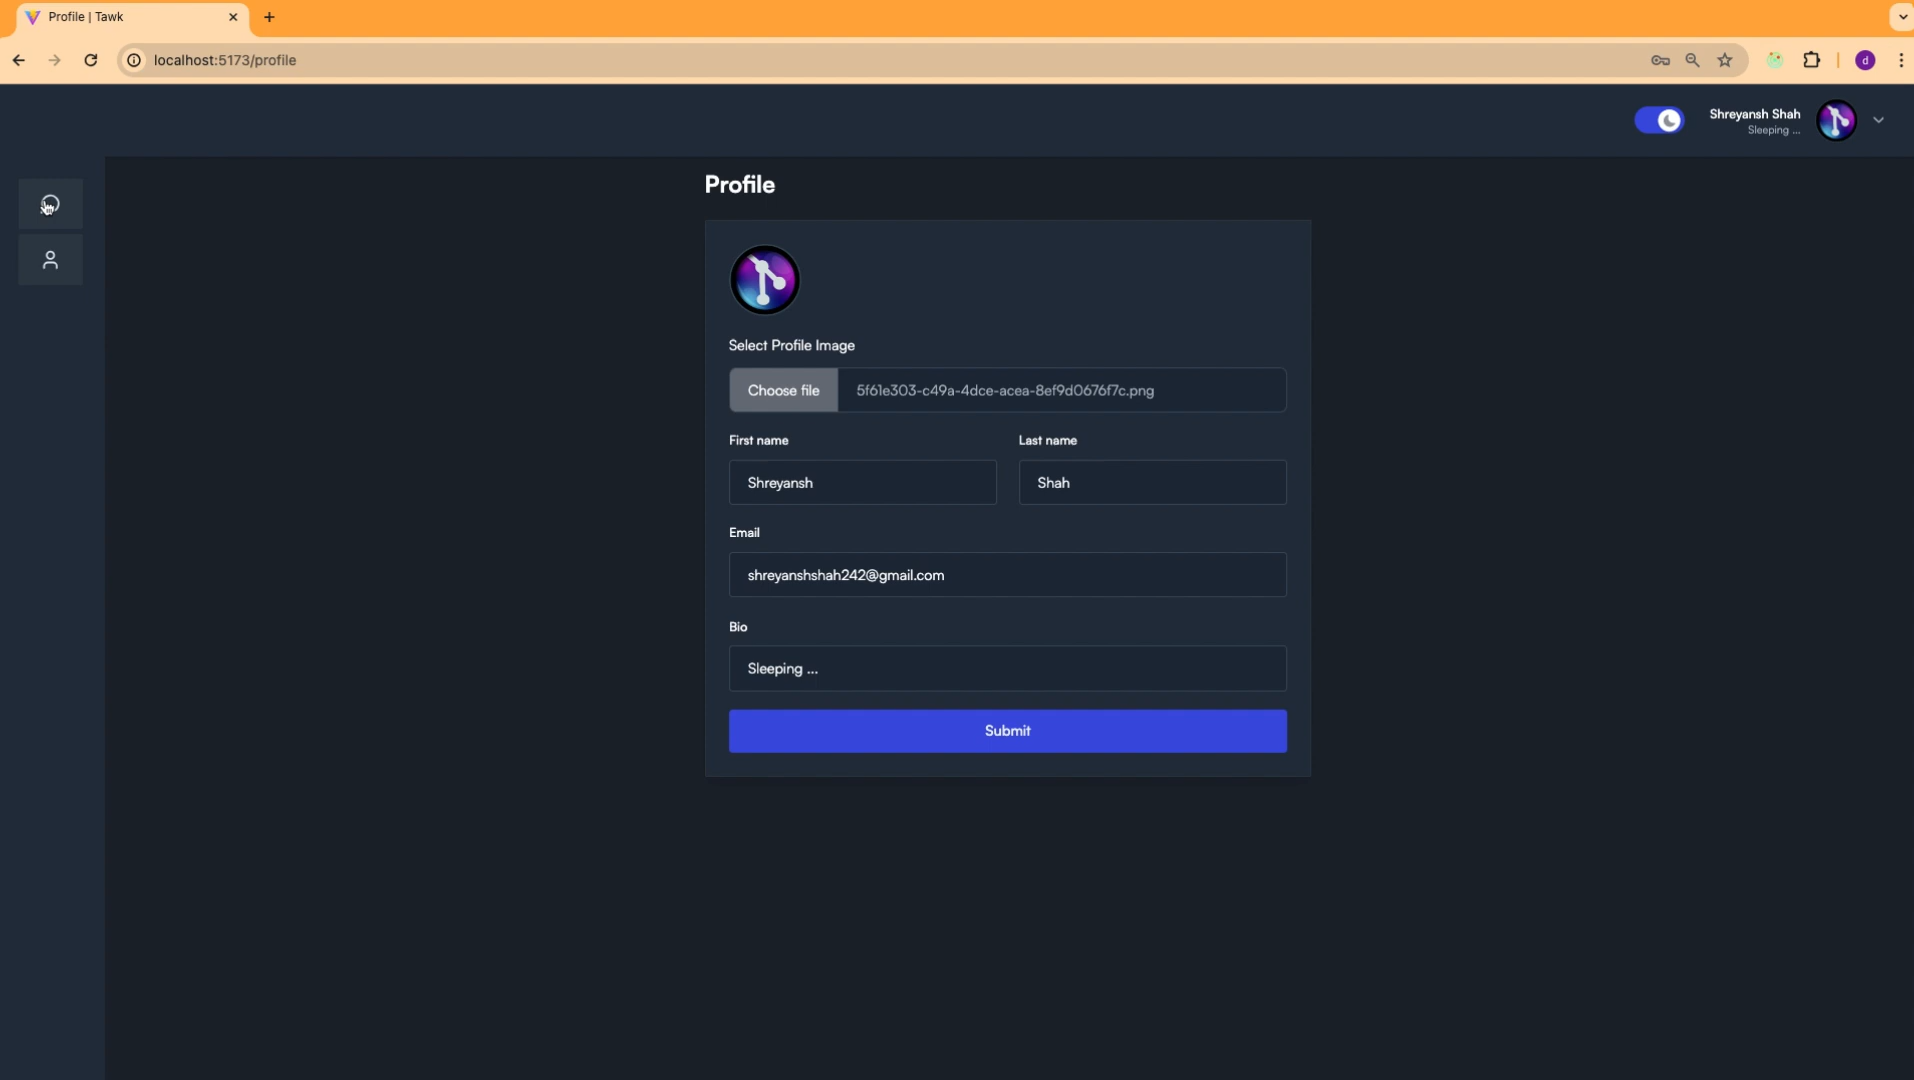 Profile | Tawk
localhost:5173/profile
d
Shreyansh Shah
Sleeping ...
Profile
Select Profile Image
Choose file 5f61e303-c49a-4dce-acea-8ef9d0676f7c.png
First name Last name
Shreyansh Shah
Email
shreyanshshah242@gmail.com
Bio
Sleeping ...
Submit